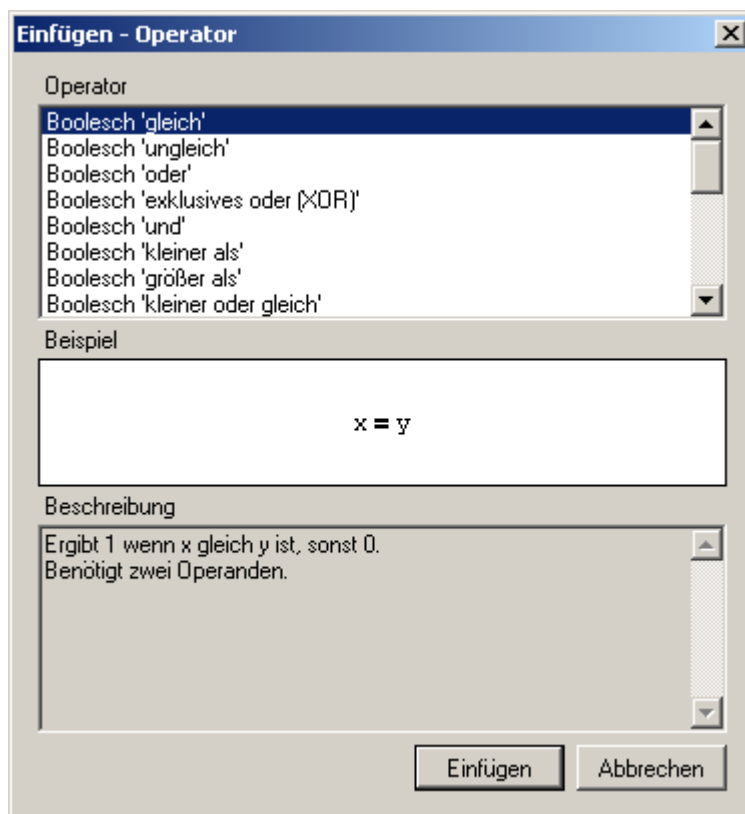 Einfügen - Operator
Operator
Boolesch 'gleich'
Boolesch 'ungleich'
Boolesch 'oder'
Boolesch 'exklusives oder (XOR)'
Boolesch 'und'
Boolesch 'kleiner als'
Boolesch 'größer als'
Boolesch 'kleiner oder gleich'
Beispiel
x = y
Beschreibung
Ergibt 1 wenn x gleich y ist, sonst 0.
Benötigt zwei Operanden.
Einfügen Abbrechen